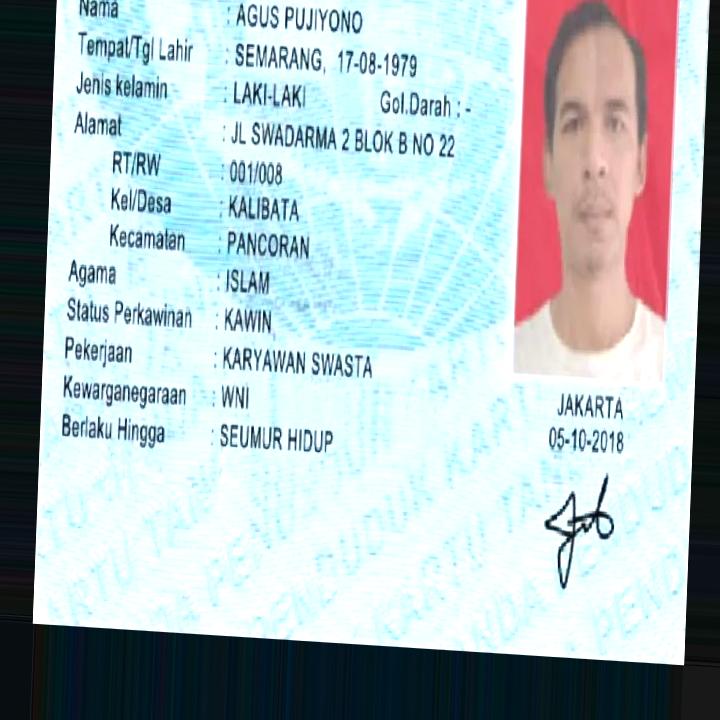 Nama : AGUS PUJIYONO
Tempat/Tgl Lahir : SEMARANG, 17-08-1979
Jenis kelamin : LAKI-LAKI Gol.Darah : -
Alamat : JL SWADARMA 2 BLOK B NO 22
RT/RW : 001/008
Kel/Desa : KALIBATA
Kecamatan : PANCORAN
Agama : ISLAM
Status Perkawinan : KAWIN
Pekerjaan : KARYAWAN SWASTA
Kewarganegaraan : WNI
Berlaku Hingga : SEUMUR HIDUP
JAKARTA
05-10-2018